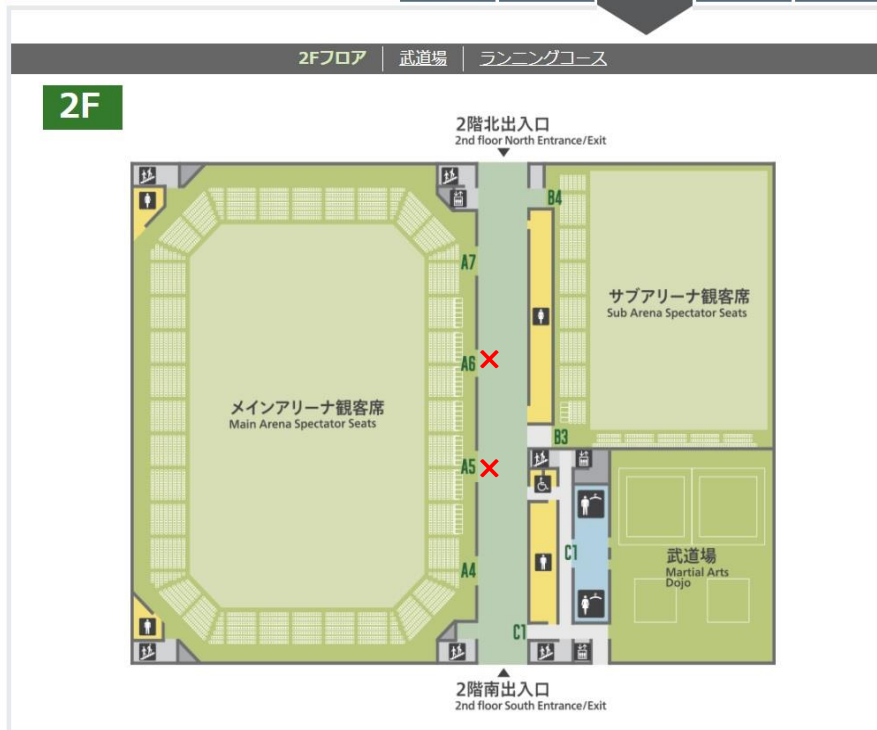 2Fフロア 武道場 ランニングコース
2F
2階北出入口
2nd floor North Entrance/Exit
B4
A7
サブアリーナ観客席
Sub Arena Spectator Seats
A6
メインアリーナ観客席
Main Arena Spectator Seats
B3
A5
C1
武道場
Martial Arts
Dojo
A4
C1
2階南出入口
2nd floor South Entrance/Exit